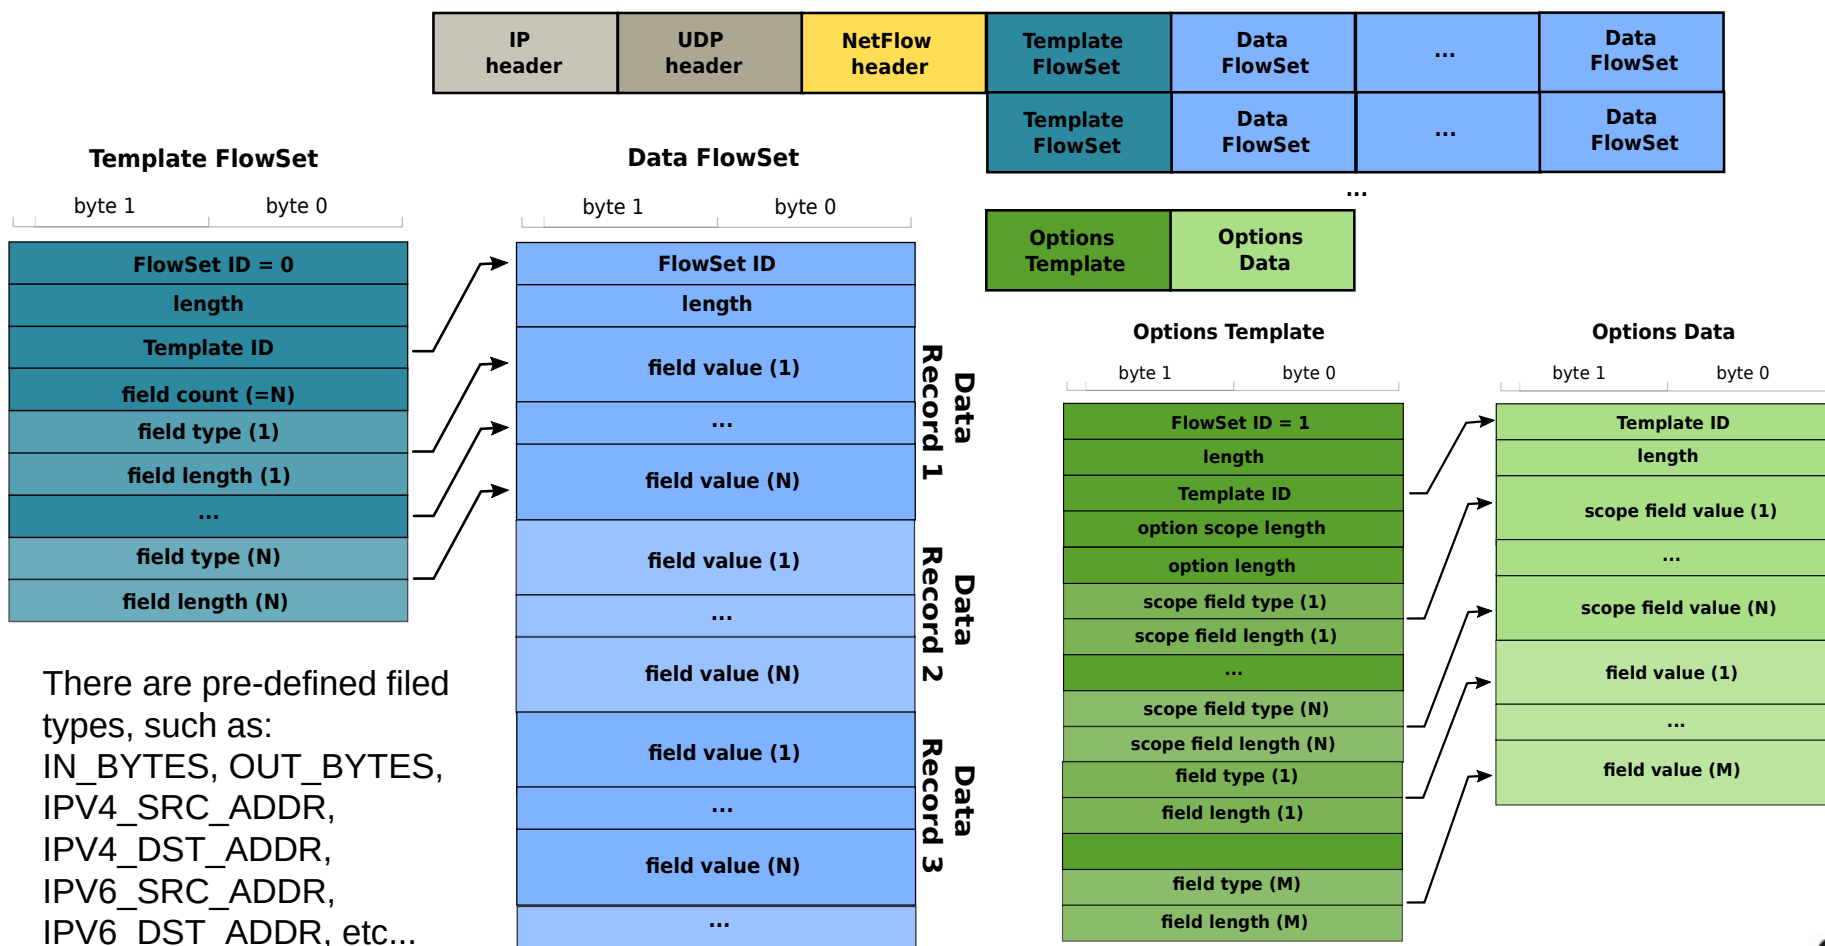 IP header
UDP header
NetFlow header
Template FlowSet
Data FlowSet
...
Data FlowSet
Template FlowSet
Data FlowSet
...
Data FlowSet
...
Options Template
Options Data
Template FlowSet
byte 1
byte 0
FlowSet ID = 0
length
Template ID
field count (=N)
field type (1)
field length (1)
...
field type (N)
field length (N)
There are pre-defined filed
types, such as:
IN_BYTES, OUT_BYTES,
IPV4_SRC_ADDR,
IPV4_DST_ADDR,
IPV6_SRC_ADDR,
IPV6_DST_ADDR, etc...
Data FlowSet
byte 1
byte 0
FlowSet ID
length
field value (1)
...
field value (N)
Data Record 1
field value (1)
...
field value (N)
Data Record 2
field value (1)
...
field value (N)
Data Record 3
...
Options Template
byte 1
byte 0
FlowSet ID = 1
length
Template ID
option scope length
option length
scope field type (1)
scope field length (1)
...
scope field type (N)
scope field length (N)
field type (1)
field length (1)
field type (M)
field length (M)
Options Data
byte 1
byte 0
Template ID
length
scope field value (1)
...
scope field value (N)
field value (1)
...
field value (M)